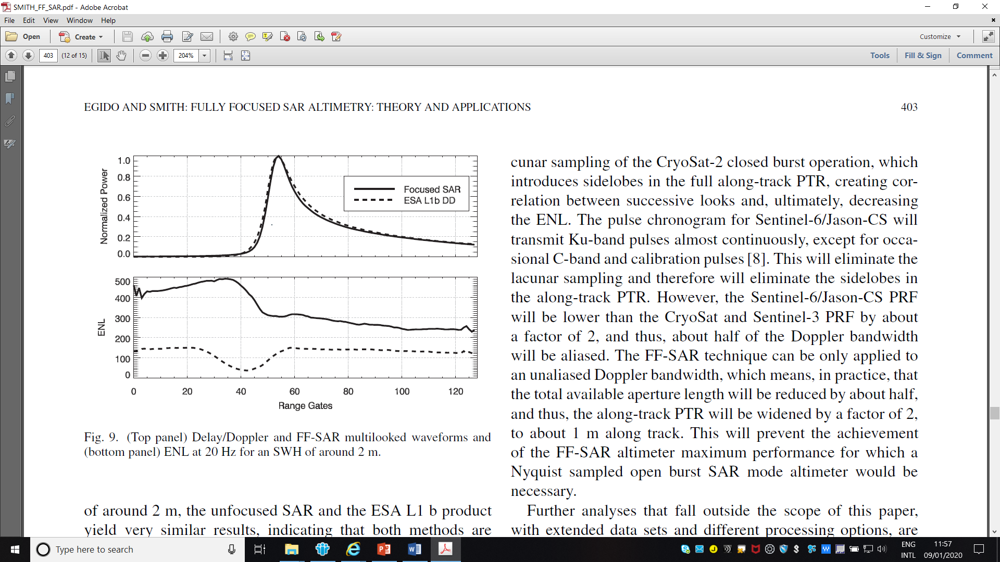 SMITH_FF_SAR.pdf - Adobe Acrobat
File Edit View Window Help
Open Create Customize
403 (12 of 15) 204% Tools Fill & Sign Comment
EGIDO AND SMITH: FULLY FOCUSED SAR ALTIMETRY: THEORY AND APPLICATIONS 403
Normalized Power
1.0
0.8
0.6
0.4
0.2
0.0
Focused SAR
ESA L1b DD
ENL
500
400
300
200
100
0
0 20 40 60 80 100 120
Range Gates
Fig. 9. (Top panel) Delay/Doppler and FF-SAR multilooked waveforms and
(bottom panel) ENL at 20 Hz for an SWH of around 2 m.
of around 2 m, the unfocused SAR and the ESA L1 b product
yield very similar results, indicating that both methods are
cunar sampling of the CryoSat-2 closed burst operation, which
introduces sidelobes in the full along-track PTR, creating cor-
relation between successive looks and, ultimately, decreasing
the ENL. The pulse chronogram for Sentinel-6/Jason-CS will
transmit Ku-band pulses almost continuously, except for occa-
sional C-band and calibration pulses [8]. This will eliminate the
lacunar sampling and therefore will eliminate the sidelobes in
the along-track PTR. However, the Sentinel-6/Jason-CS PRF
will be lower than the CryoSat and Sentinel-3 PRF by about
a factor of 2, and thus, about half of the Doppler bandwidth
will be aliased. The FF-SAR technique can be only applied to
an unaliased Doppler bandwidth, which means, in practice, that
the total available aperture length will be reduced by about half,
and thus, the along-track PTR will be widened by a factor of 2,
to about 1 m along track. This will prevent the achievement
of the FF-SAR altimeter maximum performance for which a
Nyquist sampled open burst SAR mode altimeter would be
necessary.
Further analyses that fall outside the scope of this paper,
with extended data sets and different processing options, are
Type here to search
ENG
INTL
11:57
09/01/2020